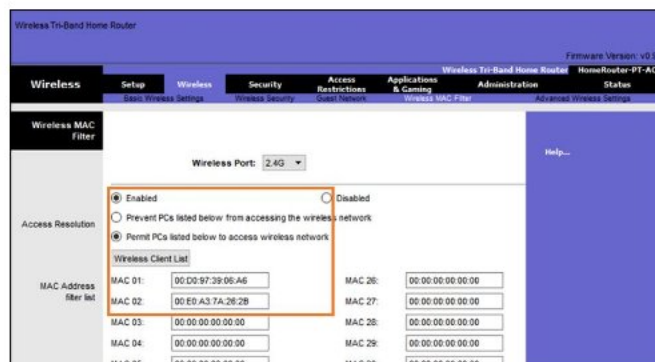 Wireless Tri-Band Home Router
Firmware Version: v0.9
Wireless Tri-Band Home Router HomeRouter-PT-AC
Wireless
Setup Wireless Security Access Restrictions Applications & Gaming Administration Status
Basic Wireless Settings Wireless Security Guest Network Wireless MAC Filter Advanced Wireless Settings
Wireless MAC Filter
Help...
Wireless Port: 2.4G
Enabled Disabled
Access Resolution
Prevent PCs listed below from accessing the wireless network
Permit PCs listed below to access wireless network
Wireless Client List
MAC Address filter list
MAC 01: 00:D0:97:39:06:A6 MAC 26: 00:00:00:00:00:00
MAC 02: 00:E0:A3:7A:26:2B MAC 27: 00:00:00:00:00:00
MAC 03: 00:00:00:00:00:00 MAC 28: 00:00:00:00:00:00
MAC 04: 00:00:00:00:00:00 MAC 29: 00:00:00:00:00:00